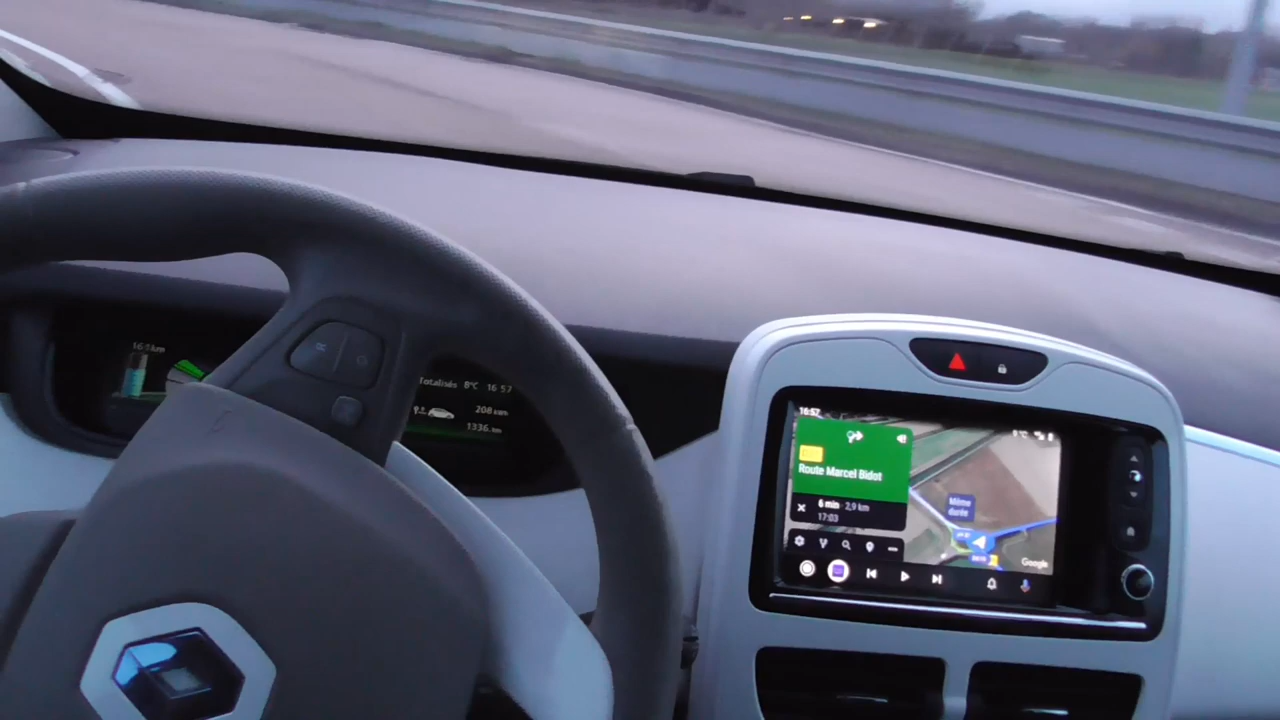 Totalisés 8°C 16 57
208 kWh
1336. km
16:57
Route Marcel Bidot
6 min · 2,9 km
17:03
Même
durée
Google